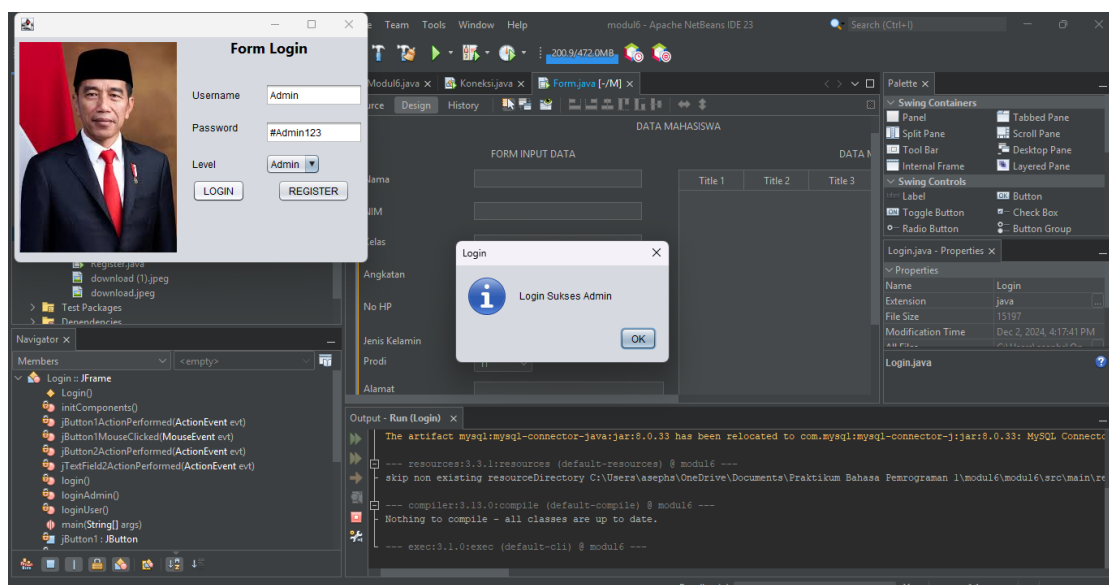 Form Login
Username Admin
Password #Admin123
Level Admin
LOGIN REGISTER
Team Tools Window Help modul6 - Apache NetBeans IDE 23 Search (Ctrl+I)
200.9/472.0MB
Modul6.java Koneksi.java Form.java [-/M]
Design History
DATA MAHASISWA
FORM INPUT DATA
Title 1 Title 2 Title 3
Angkatan
No HP
Jenis Kelamin
Prodi
Alamat
Login
Login Sukses Admin
OK
Palette
Swing Containers
Panel Tabbed Pane
Split Pane Scroll Pane
Tool Bar Desktop Pane
Internal Frame Layered Pane
Swing Controls
Label Button
Toggle Button Check Box
Radio Button Button Group
Login.java - Properties
Properties
Name Login
Extension java
File Size 15197
Modification Time Dec 2, 2024, 4:17:41 PM
Login.java
Register.java
download (1).jpeg
download.jpeg
Test Packages
Dependencies
Navigator
Members <empty>
Login :: JFrame
Login()
initComponents()
jButton1ActionPerformed(ActionEvent evt)
jButton1MouseClicked(MouseEvent evt)
jButton2ActionPerformed(ActionEvent evt)
jTextField2ActionPerformed(ActionEvent evt)
login()
loginAdmin()
loginUser()
main(String[] args)
jButton1 : JButton
Output - Run (Login)
The artifact mysql:mysql-connector-java:jar:8.0.33 has been relocated to com.mysql:mysql-connector-j:jar:8.0.33: MySQL Connecto
--- resources:3.3.1:resources (default-resources) @ modul6 ---
skip non existing resourceDirectory C:\Users\asephs\OneDrive\Documents\Praktikum Bahasa Pemrograman 1\modul6\modul6\src\main\re
--- compiler:3.13.0:compile (default-compile) @ modul6 ---
Nothing to compile - all classes are up to date.
--- exec:3.1.0:exec (default-cli) @ modul6 ---